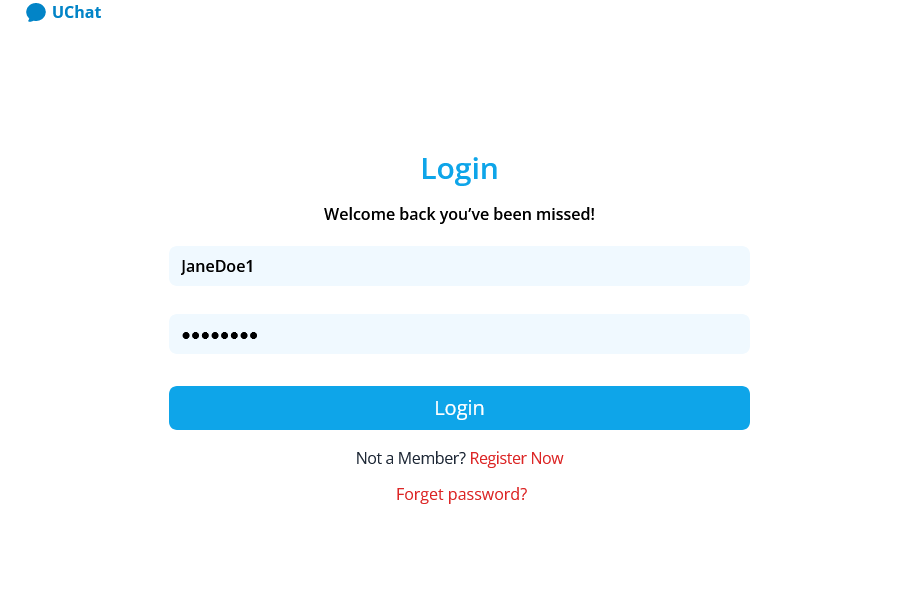 UChat
Login
Welcome back you’ve been missed!
JaneDoe1
••••••••
Login
Not a Member? Register Now
Forget password?